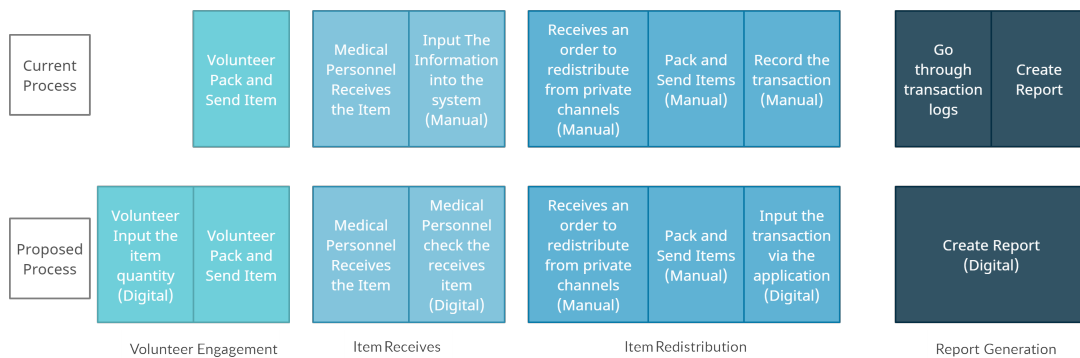 Current
Process
Volunteer
Pack and
Send Item
Medical
Personnel
Receives
the Item
Input The
Information
into the
system
(Manual)
Receives an
order to
redistribute
from private
channels
(Manual)
Pack and
Send Items
(Manual)
Record the
transaction
(Manual)
Go
through
transaction
logs
Create
Report
Proposed
Process
Volunteer
Input the
item
quantity
(Digital)
Volunteer
Pack and
Send Item
Medical
Personnel
Receives
the Item
Medical
Personnel
check the
receives
item
(Digital)
Receives an
order to
redistribute
from private
channels
(Manual)
Pack and
Send Items
(Manual)
Input the
transaction
via the
application
(Digital)
Create Report
(Digital)
Volunteer Engagement
Item Receives
Item Redistribution
Report Generation